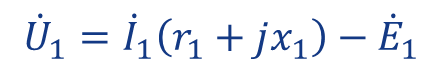 U̇₁ = İ₁(r₁ + jx₁) − Ė₁